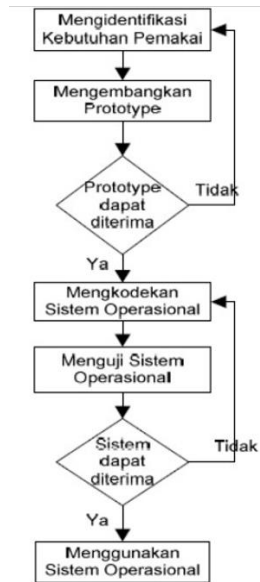 Mengidentifikasi
Kebutuhan Pemakai
Mengembangkan
Prototype
Prototype
dapat
diterima
Tidak
Ya
Mengkodekan
Sistem Operasional
Menguji Sistem
Operasional
Sistem
dapat
diterima
Tidak
Ya
Menggunakan
Sistem Operasional